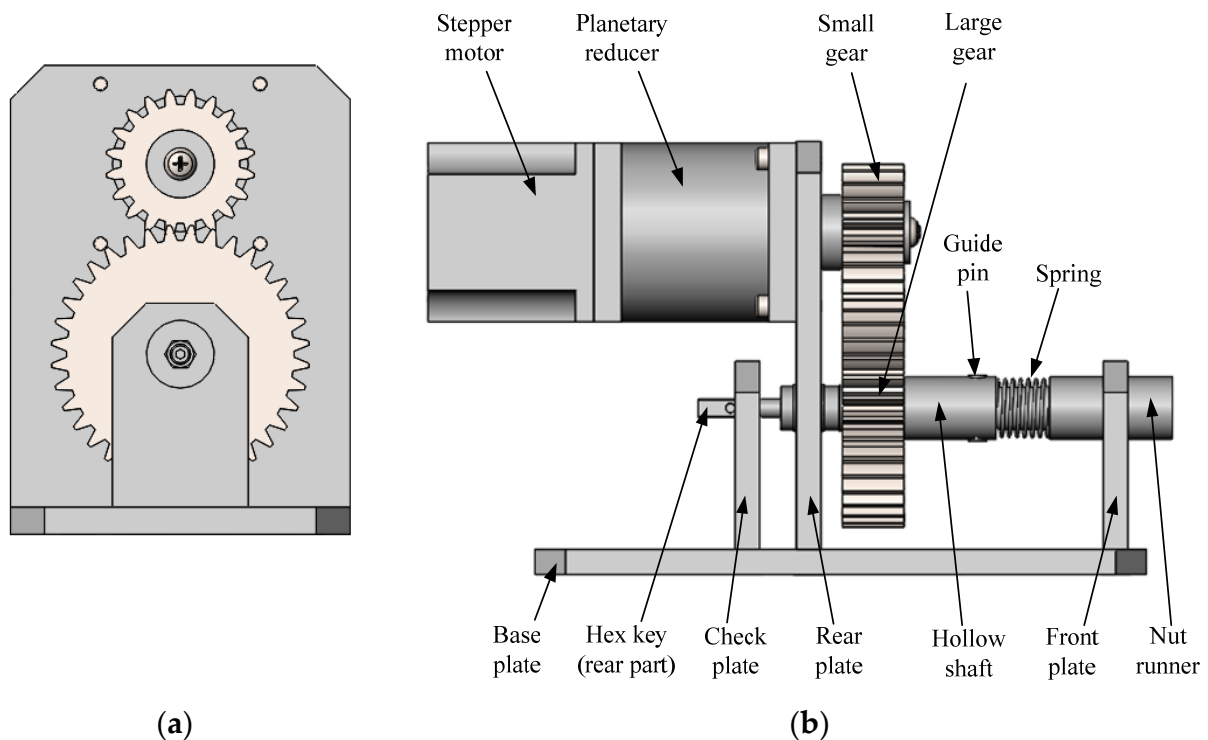 Stepper
motor
Planetary
reducer
Small
gear
Large
gear
Guide
pin
Spring
Base
plate
Hex key
(rear part)
Check
plate
Rear
plate
Hollow
shaft
Front
plate
Nut
runner
(a)
(b)